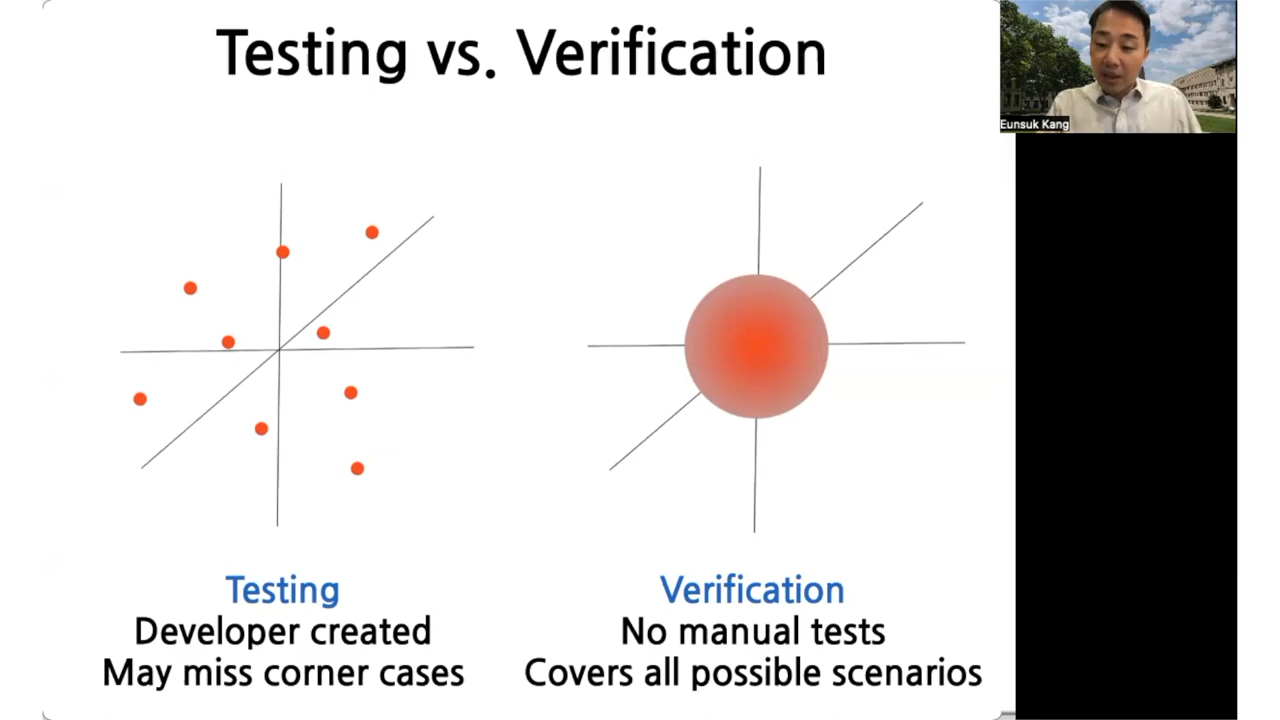 Testing vs. Verification
Eunsuk Kang
Testing
Developer created
May miss corner cases
Verification
No manual tests
Covers all possible scenarios